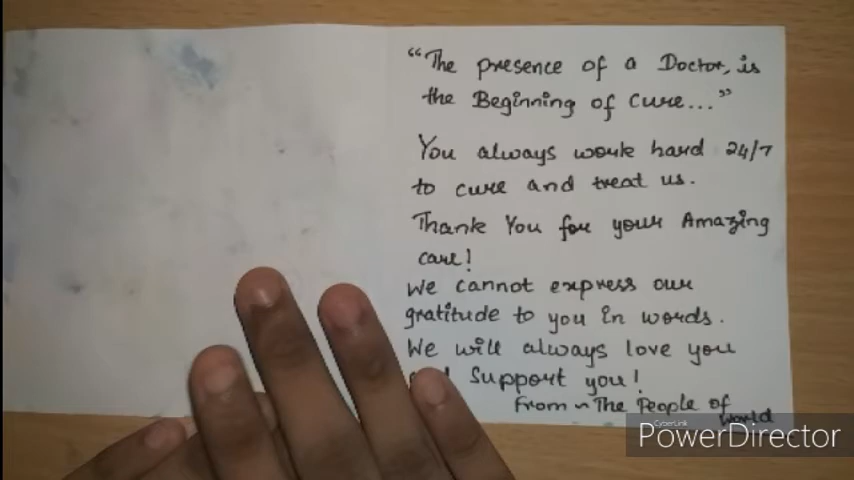 “The presence of a Doctor, is
the Beginning of Cure...”
You always work hard 24/7
to cure and treat us.
Thank You for your Amazing
care!
We cannot express our
gratitude to you in words.
We will always love you
and Support you!
From ~ The People of
World
CyberLink
PowerDirector